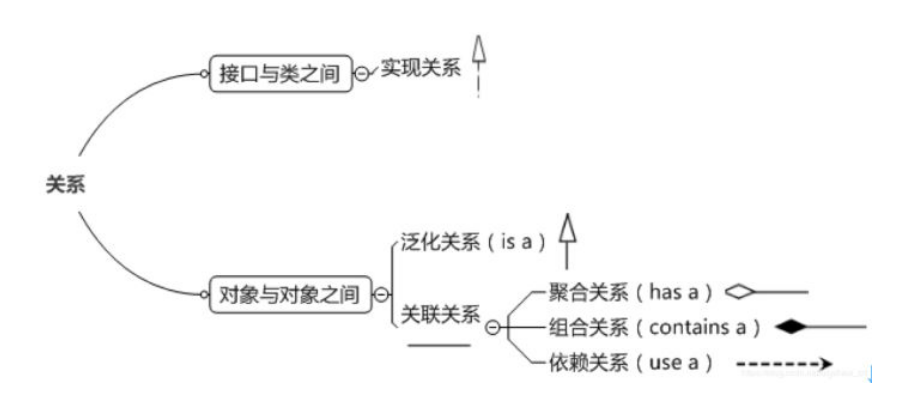 接口与类之间
实现关系
关系
泛化关系（is a）
对象与对象之间
聚合关系（has a）
关联关系
组合关系（contains a）
依赖关系（use a）